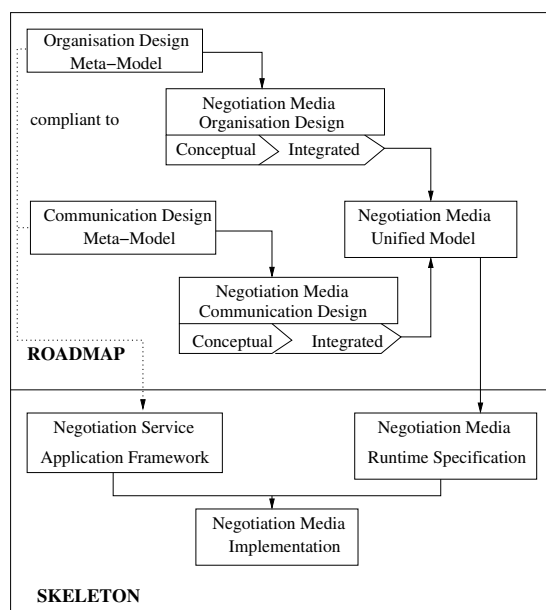 Organisation Design
Meta−Model
compliant to
Negotiation Media
Organisation Design
Conceptual Integrated
Communication Design
Meta−Model
Negotiation Media
Unified Model
Negotiation Media
Communication Design
Conceptual Integrated
ROADMAP
Negotiation Service
Application Framework
Negotiation Media
Runtime Specification
Negotiation Media
Implementation
SKELETON